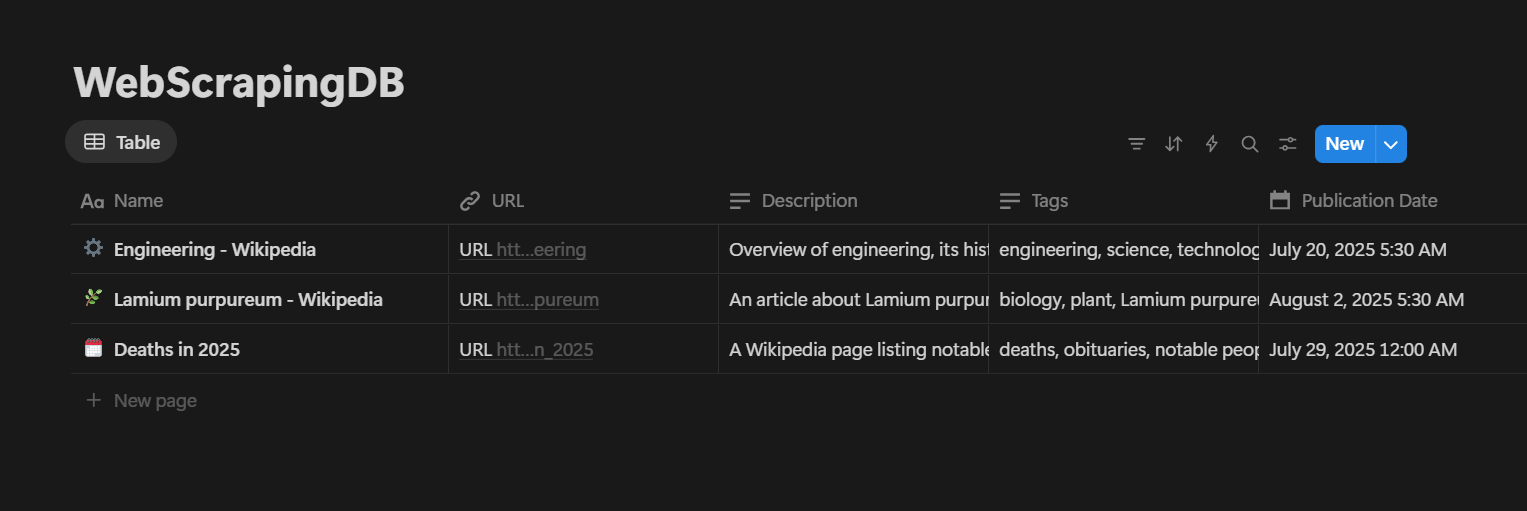 WebScrapingDB
Table
New
Aa Name URL Description Tags Publication Date
Engineering - Wikipedia URL htt...eering Overview of engineering, its hist engineering, science, technolog July 20, 2025 5:30 AM
Lamium purpureum - Wikipedia URL htt...pureum An article about Lamium purpur biology, plant, Lamium purpureu August 2, 2025 5:30 AM
Deaths in 2025 URL htt...n_2025 A Wikipedia page listing notable deaths, obituaries, notable peop July 29, 2025 12:00 AM
+ New page